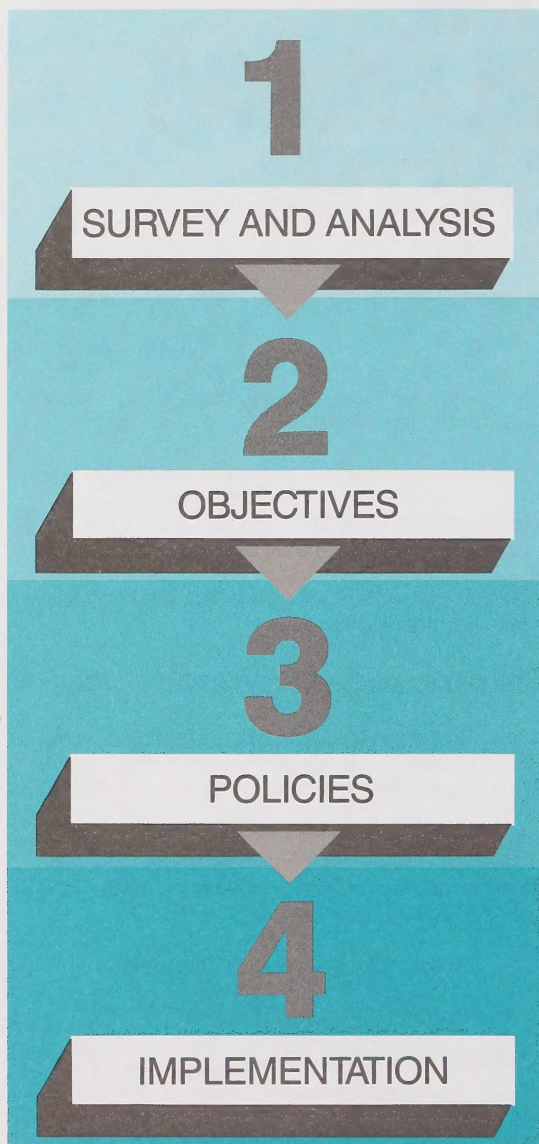 1
SURVEY AND ANALYSIS
2
OBJECTIVES
3
POLICIES
4
IMPLEMENTATION